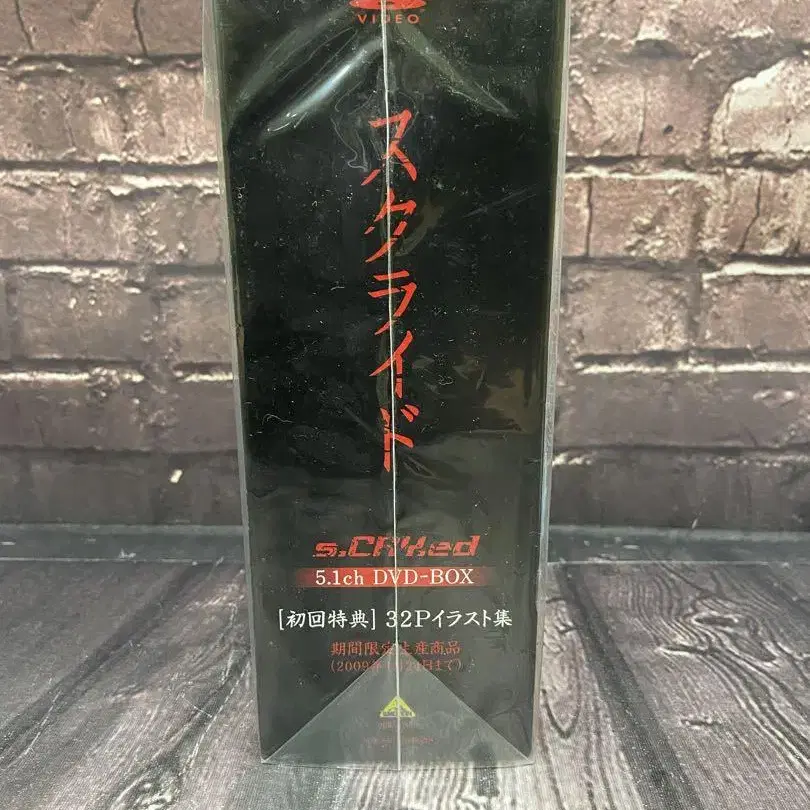 VIDEO
スクライド
s.CRY.ed
5.1ch DVD-BOX
[初回特典] 32Pイラスト集
期間限定生産商品